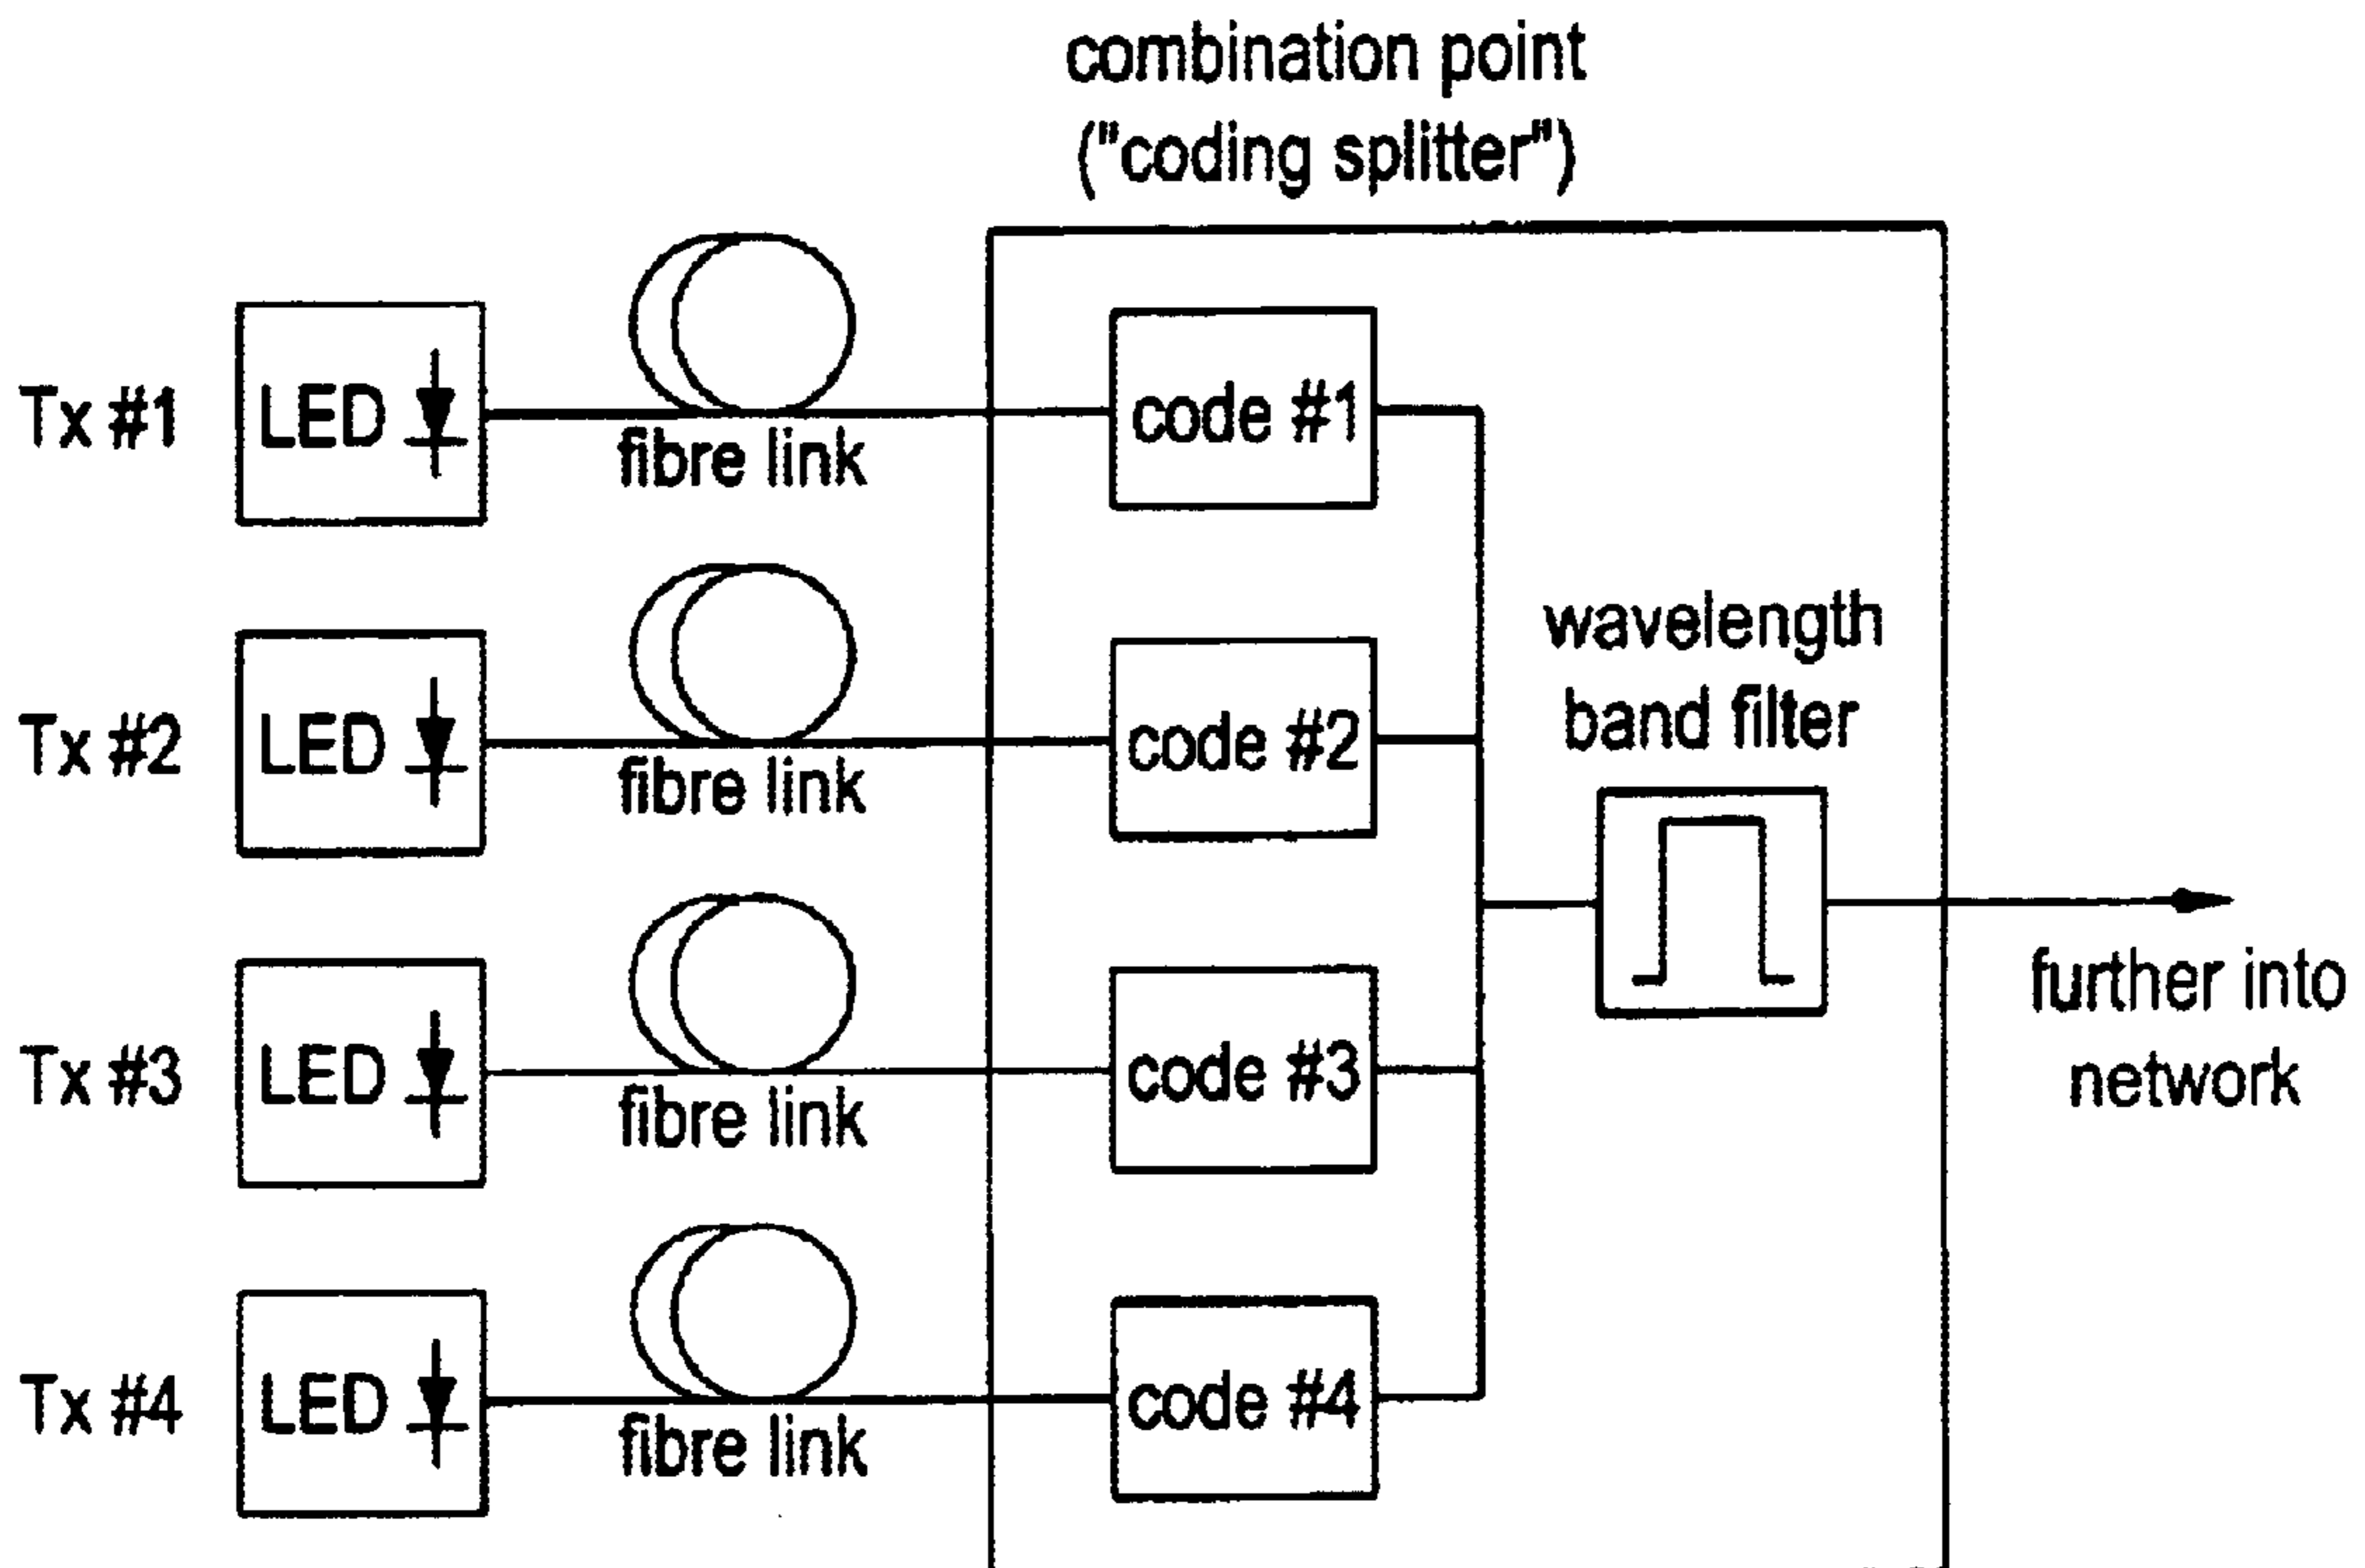 combination point
("coding splitter")
Tx #1
LED
fibre link
code #1
Tx #2
LED
fibre link
code #2
wavelength
band filter
further into
network
Tx #3
LED
fibre link
code #3
Tx #4
LED
fibre link
code #4